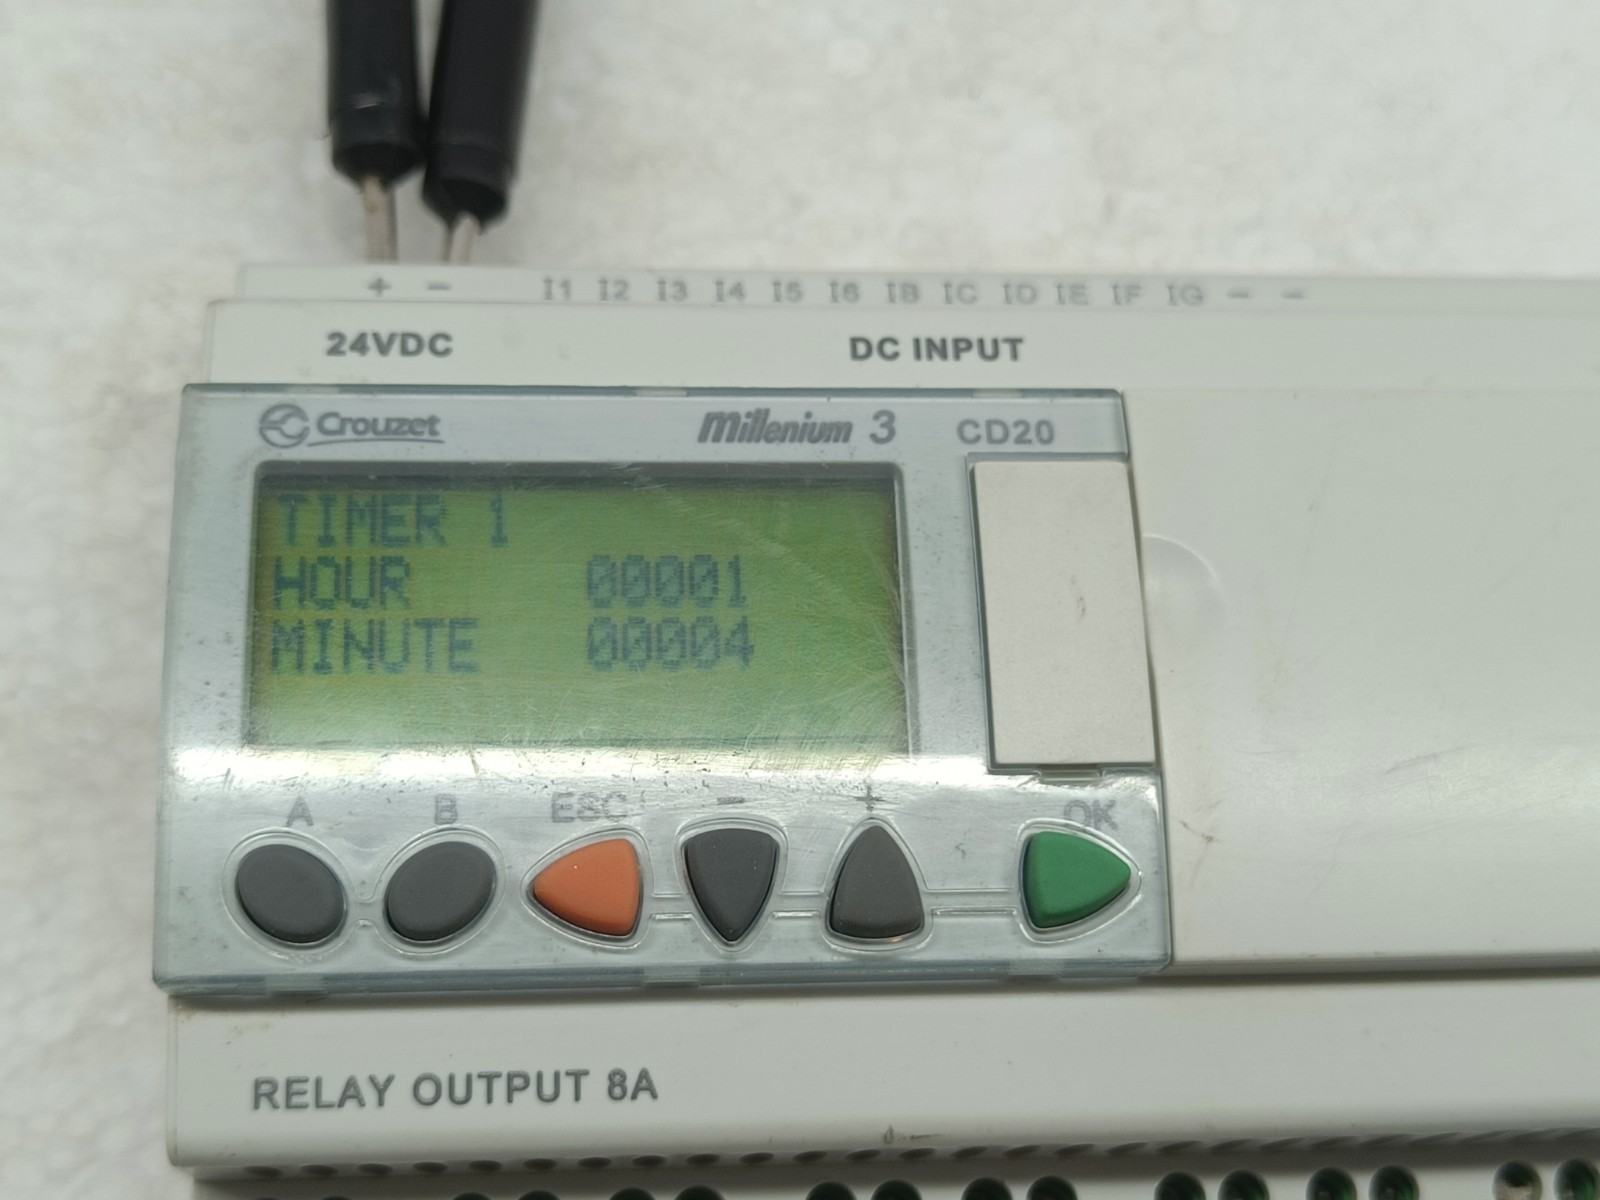 + − I1 I2 I3 I4 I5 I6 IB IC ID IE IF IG − −
24VDC DC INPUT
Crouzet Millenium 3 CD20
TIMER 1
HOUR 00001
MINUTE 00004
A B ESC − + OK
RELAY OUTPUT 8A